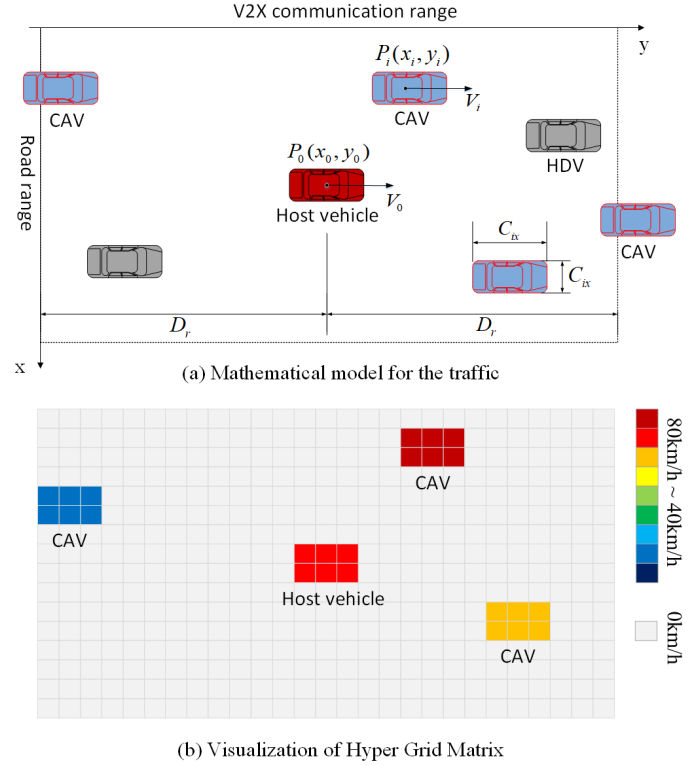 V2X communication range
y
P_i(x_i, y_i)
V_i
CAV
CAV
HDV
Road range
P_0(x_0, y_0)
V_0
Host vehicle
C_ix
CAV
C_ix
D_r
D_r
x
(a) Mathematical model for the traffic
CAV
CAV
Host vehicle
CAV
80km/h ~ 40km/h
0km/h
(b) Visualization of Hyper Grid Matrix